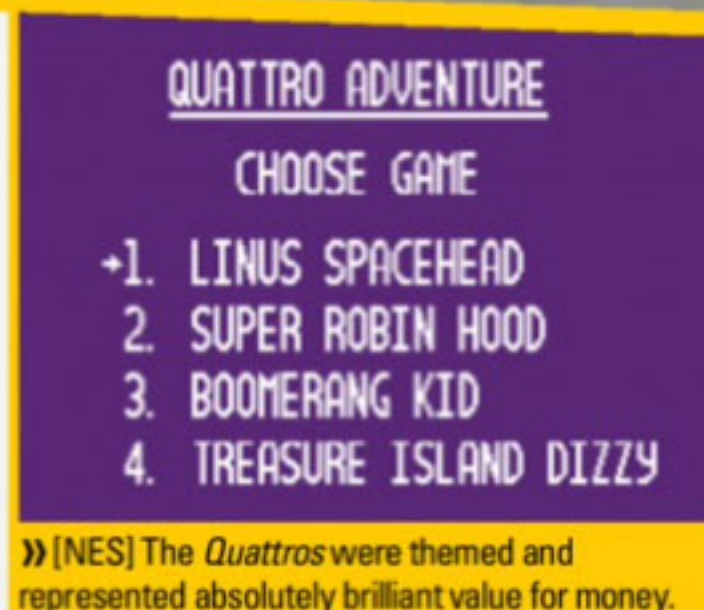 QUATTRO ADVENTURE
CHOOSE GAME
→1. LINUS SPACEHEAD
2. SUPER ROBIN HOOD
3. BOOMERANG KID
4. TREASURE ISLAND DIZZY
»[NES] The Quattros were themed and
represented absolutely brilliant value for money.